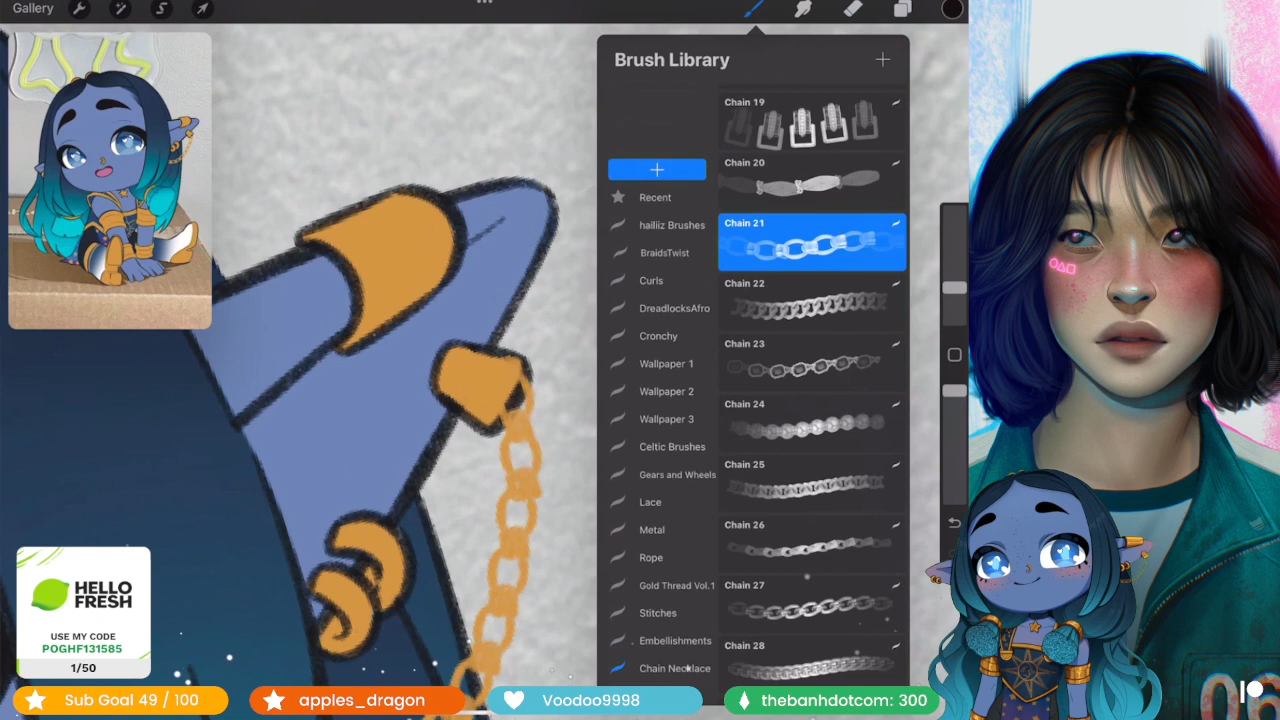 Gallery
Brush Library
Recent
hailiiz Brushes
BraidsTwist
Curls
DreadlocksAfro
Cronchy
Wallpaper 1
Wallpaper 2
Wallpaper 3
Celtic Brushes
Gears and Wheels
Lace
Metal
Rope
Gold Thread Vol.1
Stitches
Embellishments
Chain Necklace
Chain 19
Chain 20
Chain 21
Chain 22
Chain 23
Chain 24
Chain 25
Chain 26
Chain 27
Chain 28
HELLO
FRESH
USE MY CODE
POGHF131585
1/50
Sub Goal 49 / 100
apples_dragon
Voodoo9998
thebanhdotcom: 300
06